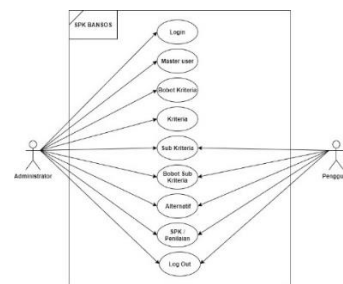 SPK BANSOS
Login
Master user
Bobot Kriteria
Kriteria
Sub Kriteria
Bobot Sub
Kriteria
Alternatif
SPK /
Penilaian
Log Out
Administrator
Penggu